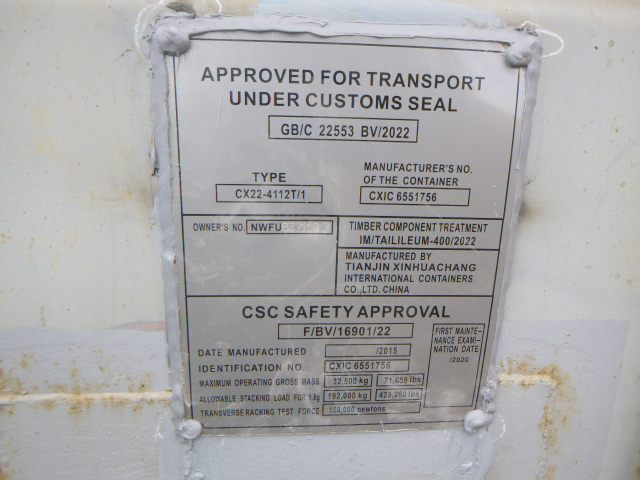 APPROVED FOR TRANSPORT
UNDER CUSTOMS SEAL
GB/C 22553 BV/2022
TYPE
CX22-4112T/1
MANUFACTURER'S NO.
OF THE CONTAINER
CXIC 6551756
OWNER'S NO. NWFU
TIMBER COMPONENT TREATMENT
IM/TAILILEUM-400/2022
MANUFACTURED BY
TIANJIN XINHUACHANG
INTERNATIONAL CONTAINERS
CO.,LTD. CHINA
CSC SAFETY APPROVAL
F/BV/16901/22
DATE MANUFACTURED /2015
IDENTIFICATION NO. CXIC 6551756
MAXIMUM OPERATING GROSS MASS 32,500 kg 71,650 lbs
ALLOWABLE STACKING LOAD FOR 1.8g 192,000 kg 423,280 lbs
TRANSVERSE RACKING TEST FORCE 150,000 newtons
FIRST MAINTE-
NANCE EXAMI-
NATION DATE
/2020